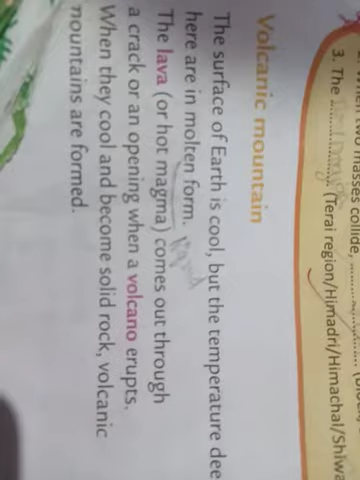 masses collide,
3. The .................... (Terai region/Himadri/Himachal/Shiwa
Volcanic mountain
The surface of Earth is cool, but the temperature dee
here are in molten form.
The lava (or hot magma) comes out through
a crack or an opening when a volcano erupts.
When they cool and become solid rock, volcanic
mountains are formed.